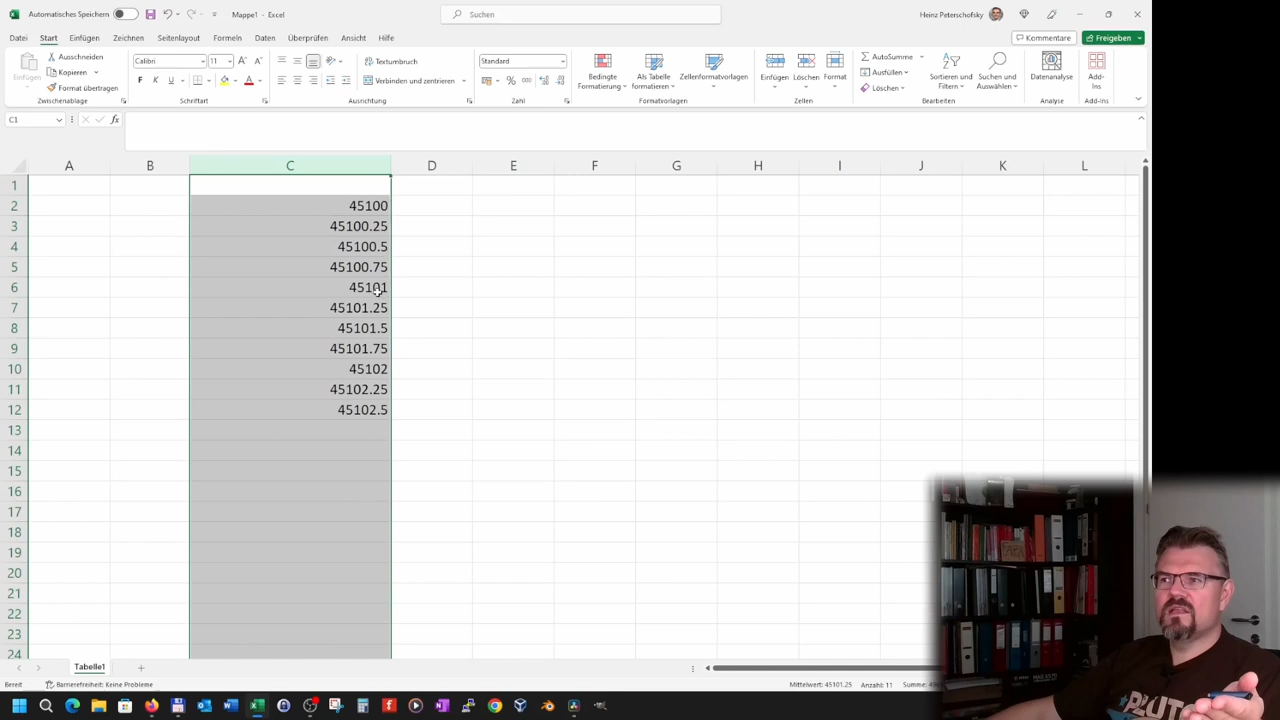 Automatisches Speichern
Mappe1 - Excel
Suchen
Heinz Peterschofsky
Datei Start Einfügen Zeichnen Seitenlayout Formeln Daten Überprüfen Ansicht Hilfe
Kommentare
Freigeben
Einfügen
Ausschneiden
Kopieren
Format übertragen
Zwischenablage
Calibri 11
F K U
Schriftart
Textumbruch
Verbinden und zentrieren
Ausrichtung
Standard
Zahl
Bedingte Formatierung
Als Tabelle formatieren
Zellenformatvorlagen
Formatvorlagen
Einfügen Löschen Format
Zellen
AutoSumme
Ausfüllen
Löschen
Sortieren und Filtern
Suchen und Auswählen
Bearbeiten
Datenanalyse
Analyse
Add-Ins
Add-Ins
C1
fx
A B C D E F G H I J K L
1
2 45100
3 45100.25
4 45100.5
5 45100.75
6 45101
7 45101.25
8 45101.5
9 45101.75
10 45102
11 45102.25
12 45102.5
13
14
15
16
17
18
19
20
21
22
23
24
Tabelle1
Bereit
Barrierefreiheit: Keine Probleme
Mittelwert: 45101.25 Anzahl: 11 Summe:
PLUTO